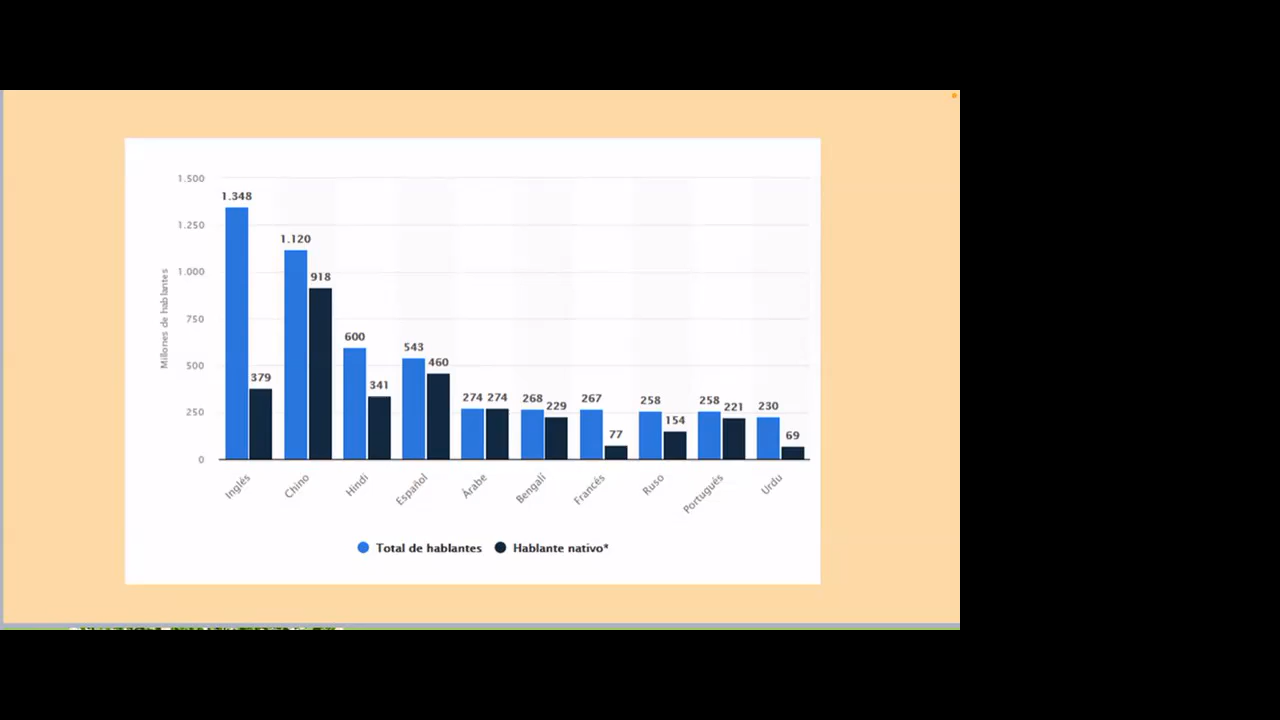 1.500
1.250
1.000
750
500
250
0
Millones de hablantes
1.348
379
1.120
918
600
341
543
460
274 274
268
229
267
77
258
154
258
221
230
69
Inglés
Chino
Hindi
Español
Árabe
Bengalí
Francés
Ruso
Portugués
Urdu
Total de hablantes
Hablante nativo*